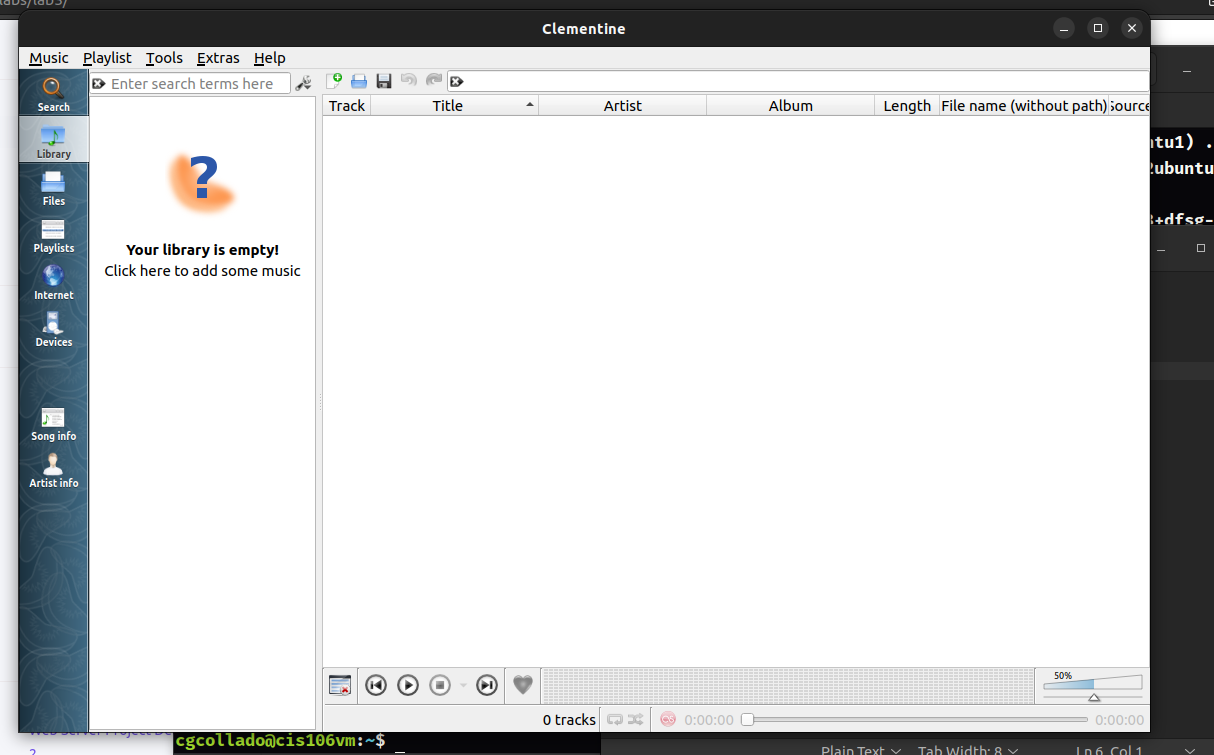 labs/lab3/
Clementine
Music Playlist Tools Extras Help
Search
Library
Files
Playlists
Internet
Devices
Song info
Artist info
Enter search terms here
Your library is empty!
Click here to add some music
Track Title Artist Album Length File name (without path) Source
ntu1) .
2ubuntu
3+dfsg-
50%
0 tracks
0:00:00
0:00:00
Web Server Project De
2
cgcollado@cis106vm:~$
Plain Text Tab Width: 8 Ln 6, Col 1